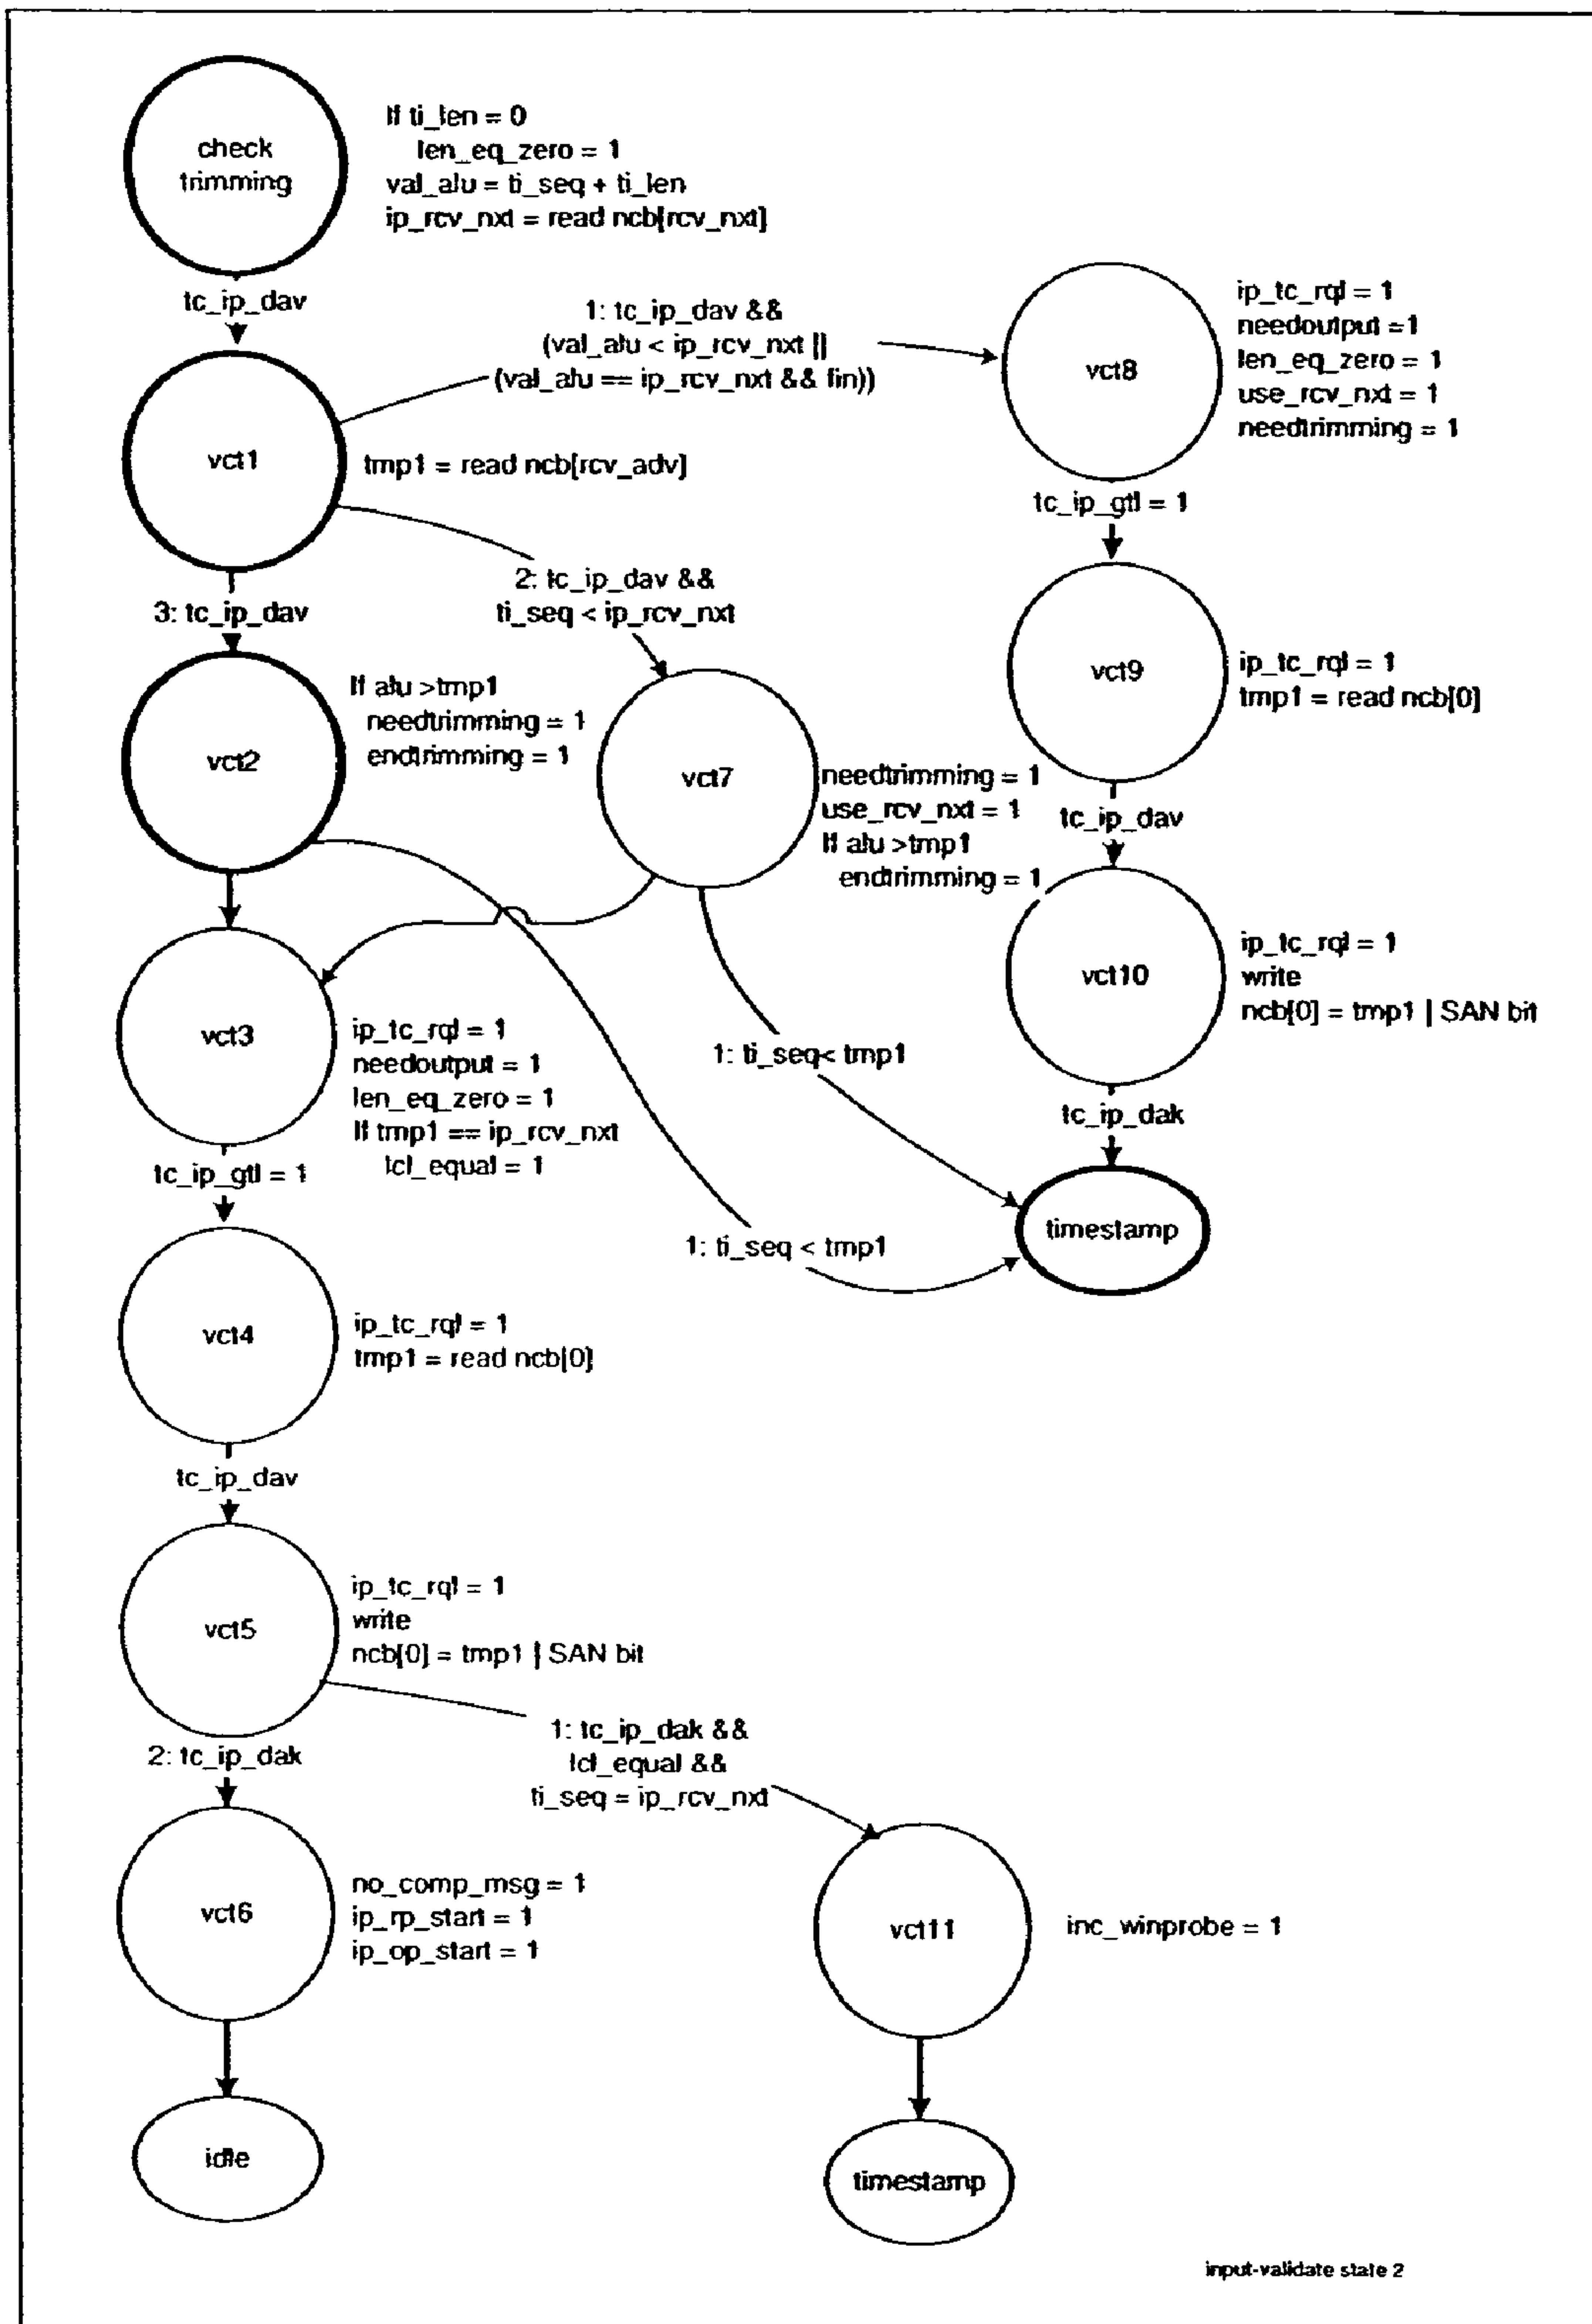 check
trimming
If ti_len = 0
len_eq_zero = 1
val_alu = ti_seq + ti_len
ip_rcv_nxt = read ncb[rcv_nxt]
tc_ip_dav
1: tc_ip_dav &&
(val_alu < ip_rcv_nxt ||
(val_alu == ip_rcv_nxt && fin))
vct8
ip_tc_rql = 1
needoutput =1
len_eq_zero = 1
use_rcv_nxt = 1
needtrimming = 1
vct1
tmp1 = read ncb[rcv_adv]
tc_ip_gtl = 1
2: tc_ip_dav &&
ti_seq < ip_rcv_nxt
3: tc_ip_dav
vct9
ip_tc_rql = 1
tmp1 = read ncb[0]
vct2
If alu >tmp1
needtrimming = 1
endtrimming = 1
vct7
needtrimming = 1
use_rcv_nxt = 1
If alu >tmp1
endtrimming = 1
tc_ip_dav
vct10
ip_tc_rql = 1
write
ncb[0] = tmp1 | SAN bit
vct3
ip_tc_rql = 1
needoutput = 1
len_eq_zero = 1
If tmp1 == ip_rcv_nxt
lcl_equal = 1
1: ti_seq< tmp1
tc_ip_dak
tc_ip_gtl = 1
timestamp
1: ti_seq < tmp1
vct4
ip_tc_rql = 1
tmp1 = read ncb[0]
tc_ip_dav
vct5
ip_tc_rql = 1
write
ncb[0] = tmp1 | SAN bit
1: tc_ip_dak &&
lcl_equal &&
ti_seq = ip_rcv_nxt
2: tc_ip_dak
vct6
no_comp_msg = 1
ip_rp_start = 1
ip_op_start = 1
vct11
inc_winprobe = 1
idle
timestamp
input-validate state 2